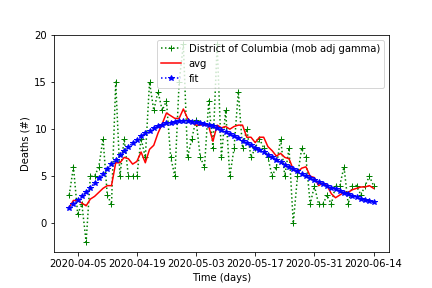 20
15
10
5
0
Deaths (#)
District of Columbia (mob adj gamma)
avg
fit
2020-04-05 2020-04-19 2020-05-03 2020-05-17 2020-05-31 2020-06-14
Time (days)